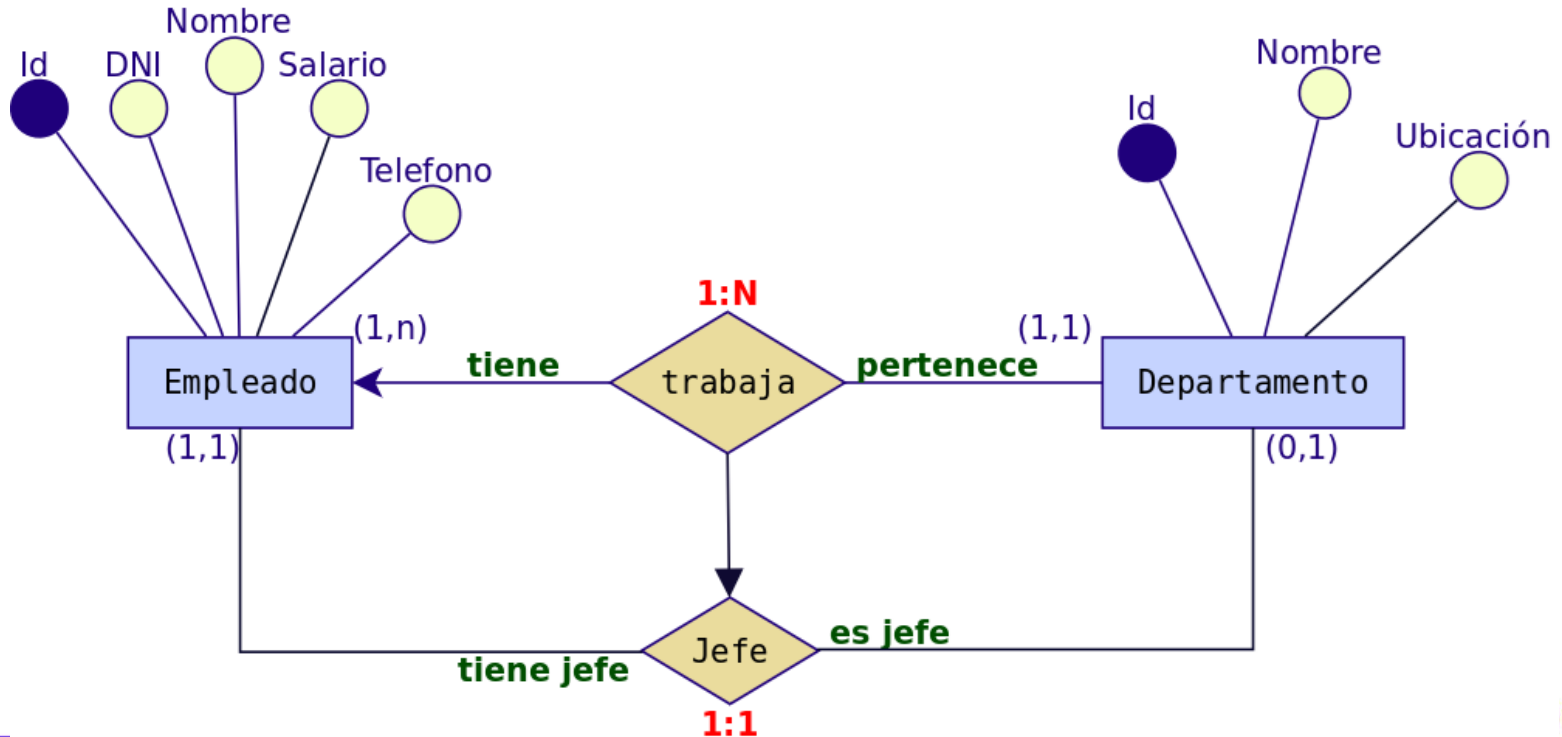 Nombre
Id
DNI
Salario
Telefono
Nombre
Id
Ubicación
1:N
(1,n)
(1,1)
Empleado
tiene
trabaja
pertenece
Departamento
(1,1)
(0,1)
tiene jefe
Jefe
es jefe
1:1